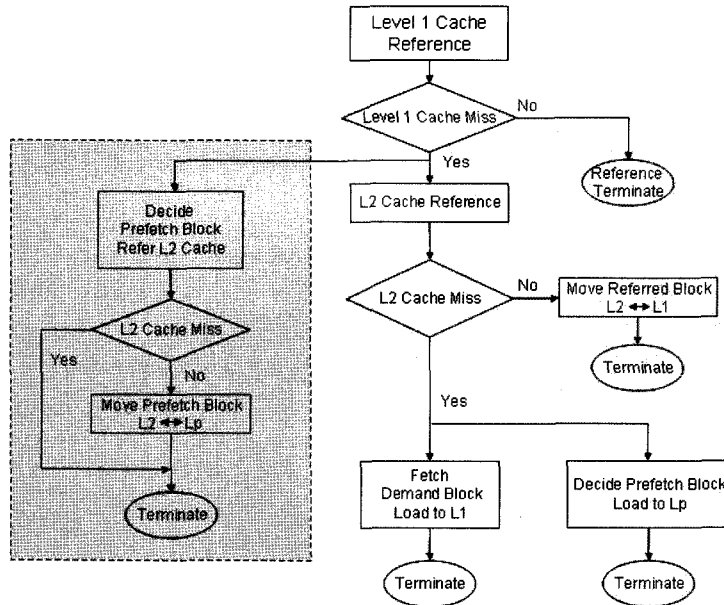 Level 1 Cache
Reference
Level 1 Cache Miss
No
Reference
Terminate
Yes
L2 Cache Reference
Decide
Prefetch Block
Refer L2 Cache
L2 Cache Miss
No
Move Referred Block
L2 ↔ L1
Terminate
L2 Cache Miss
Yes
No
Move Prefetch Block
L2 ↔ Lp
Terminate
Yes
Fetch
Demand Block
Load to L1
Terminate
Decide Prefetch Block
Load to Lp
Terminate